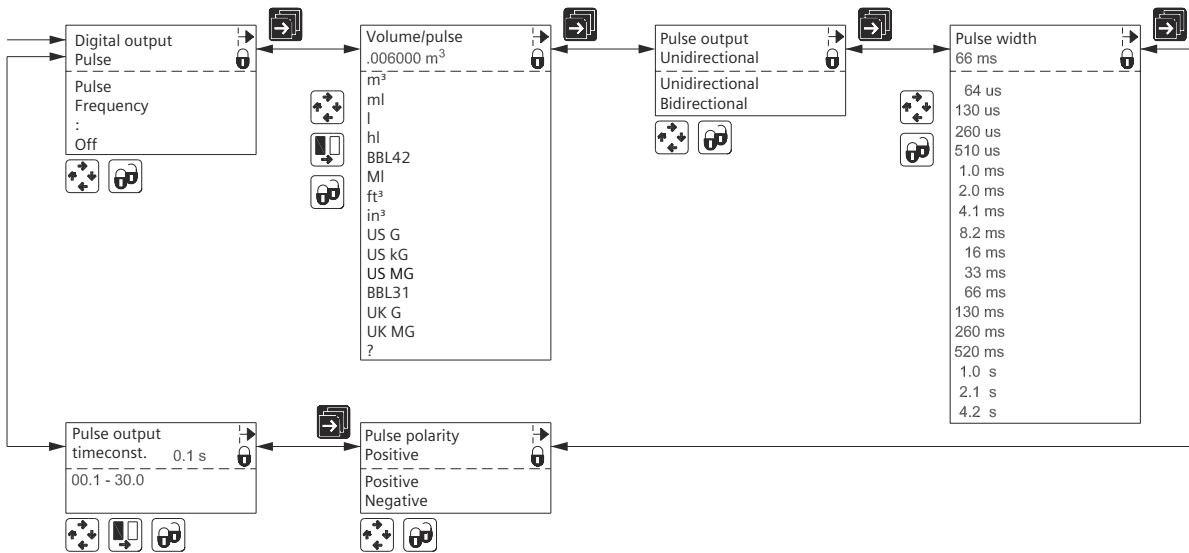 Digital output
Pulse
Pulse
Frequency
:
Off
Volume/pulse
.006000 m³
m³
ml
l
hl
BBL42
Ml
ft³
in³
US G
US kG
US MG
BBL31
UK G
UK MG
?
Pulse output
Unidirectional
Unidirectional
Bidirectional
Pulse width
66 ms
64 us
130 us
260 us
510 us
1.0 ms
2.0 ms
4.1 ms
8.2 ms
16 ms
33 ms
66 ms
130 ms
260 ms
520 ms
1.0 s
2.1 s
4.2 s
Pulse output
timeconst. 0.1 s
00.1 - 30.0
Pulse polarity
Positive
Positive
Negative